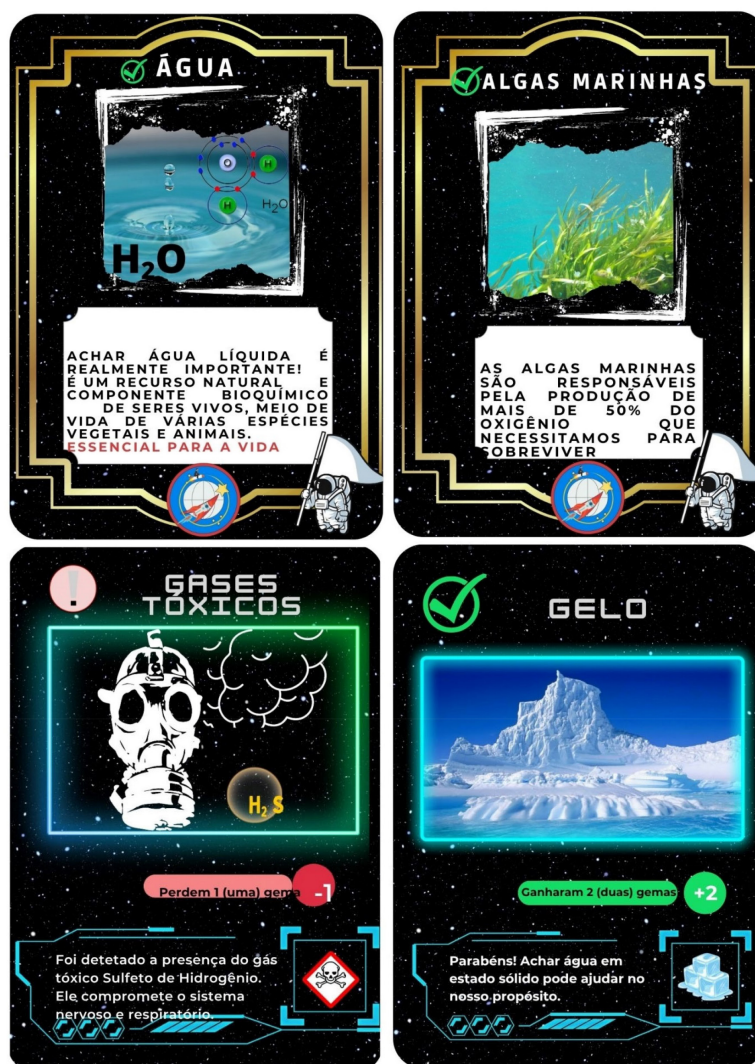 ÁGUA
O
H
H
H₂O
H₂O
ACHAR ÁGUA LÍQUIDA É
REALMENTE IMPORTANTE!
É UM RECURSO NATURAL E
COMPONENTE BIOQUÍMICO
DE SERES VIVOS, MEIO DE
VIDA DE VÁRIAS ESPÉCIES
VEGETAIS E ANIMAIS.
ESSENCIAL PARA A VIDA
ALGAS MARINHAS
AS ALGAS MARINHAS
SÃO RESPONSÁVEIS
PELA PRODUÇÃO DE
MAIS DE 50% DO
OXIGÊNIO QUE
NECESSITAMOS PARA
SOBREVIVER
!
GASES
TÓXICOS
H₂ S
Perdem 1 (uma) gema
-1
Foi detetado a presença do gás
tóxico Sulfeto de Hidrogênio.
Ele compromete o sistema
nervoso e respiratório.
GELO
Ganharam 2 (duas) gemas
+2
Parabéns! Achar água em
estado sólido pode ajudar no
nosso propósito.